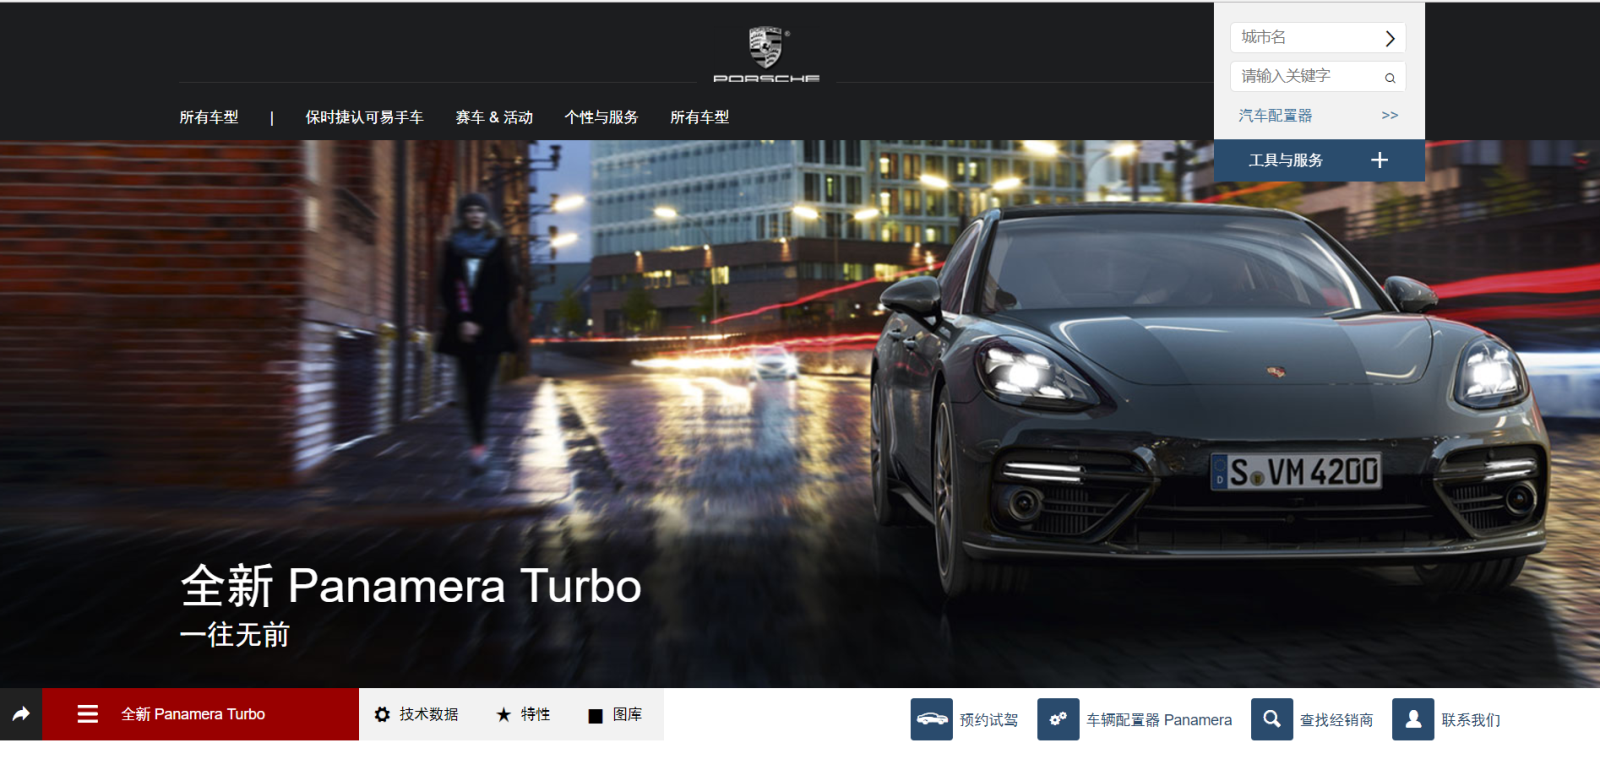 城市名
PORSCHE
请输入关键字
所有车型 | 保时捷认可易手车 赛车 & 活动 个性与服务 所有车型
汽车配置器 >>
工具与服务 +
S VM 4200
D
全新 Panamera Turbo
一往无前
全新 Panamera Turbo 技术数据 特性 图库 预约试驾 车辆配置器 Panamera 查找经销商 联系我们